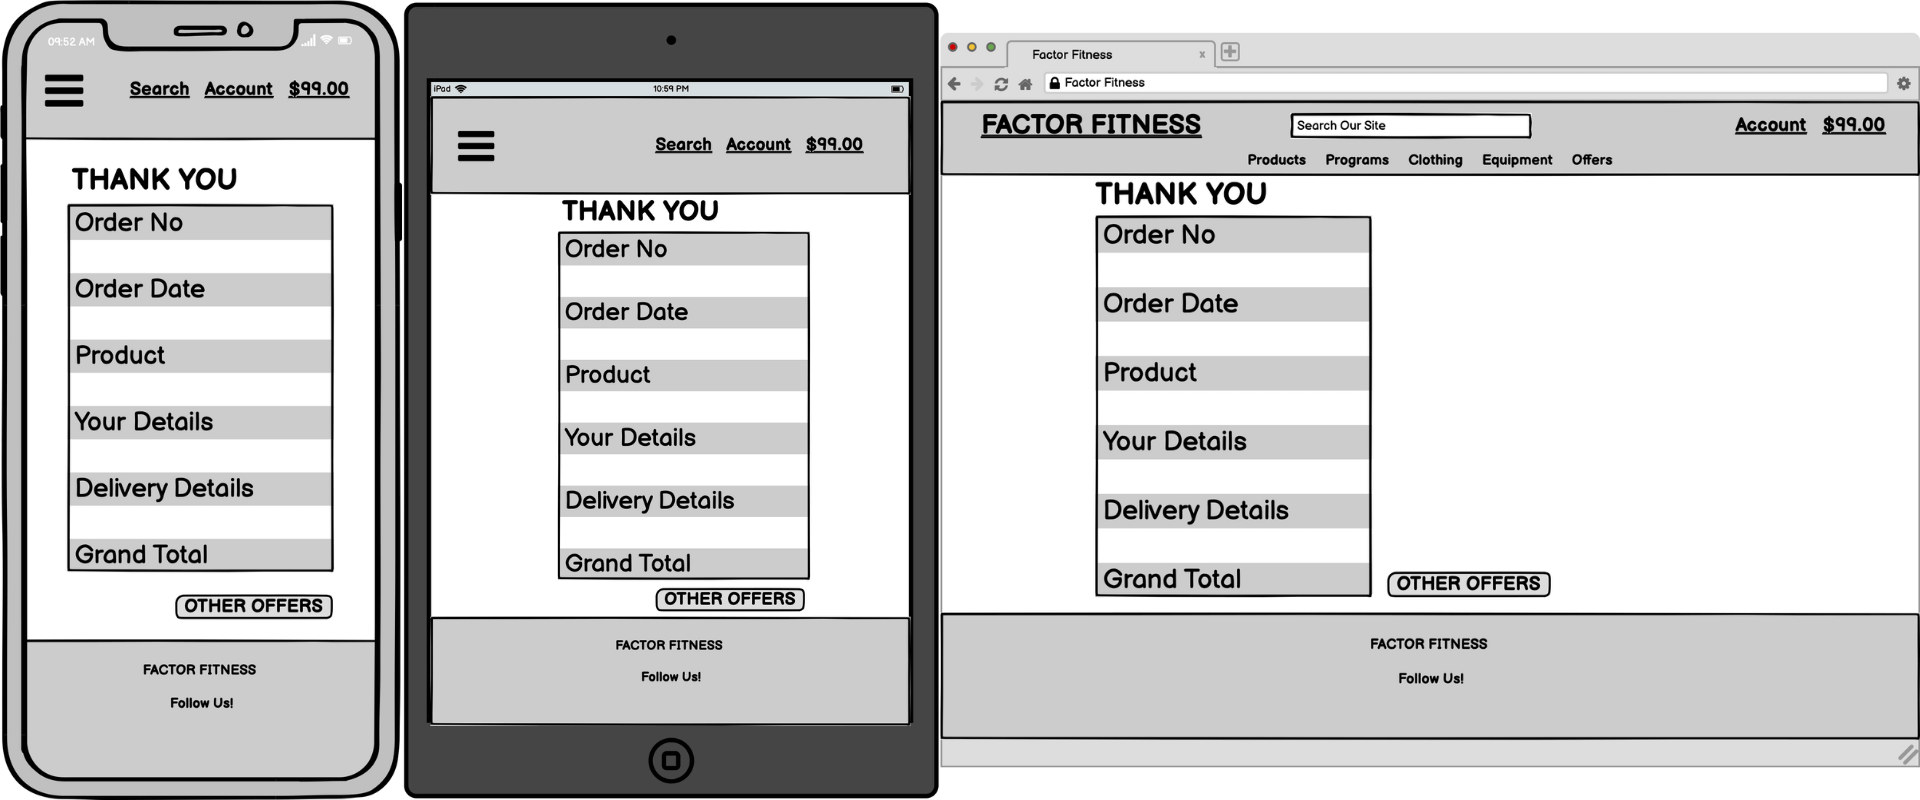 09:52 AM
Search Account $99.00
THANK YOU
Order No
Order Date
Product
Your Details
Delivery Details
Grand Total
OTHER OFFERS
FACTOR FITNESS
Follow Us!
iPad 10:59 PM
Search Account $99.00
THANK YOU
Order No
Order Date
Product
Your Details
Delivery Details
Grand Total
OTHER OFFERS
FACTOR FITNESS
Follow Us!
Factor Fitness x
Factor Fitness
FACTOR FITNESS Search Our Site Account $99.00
Products Programs Clothing Equipment Offers
THANK YOU
Order No
Order Date
Product
Your Details
Delivery Details
Grand Total
OTHER OFFERS
FACTOR FITNESS
Follow Us!